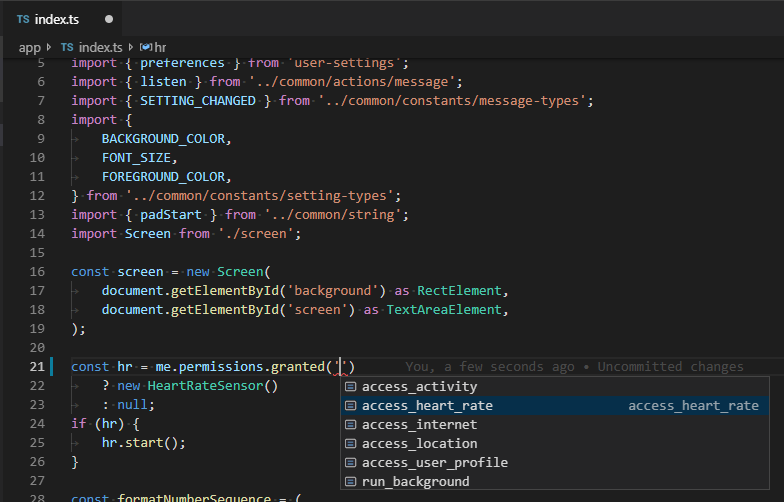 TS index.ts
app TS index.ts hr
5 import { preferences } from 'user-settings';
6 import { listen } from '../common/actions/message';
7 import { SETTING_CHANGED } from '../common/constants/message-types';
8 import {
9 BACKGROUND_COLOR,
10 FONT_SIZE,
11 FOREGROUND_COLOR,
12 } from '../common/constants/setting-types';
13 import { padStart } from '../common/string';
14 import Screen from './screen';
15
16 const screen = new Screen(
17 document.getElementById('background') as RectElement,
18 document.getElementById('screen') as TextAreaElement,
19 );
20
21 const hr = me.permissions.granted('') You, a few seconds ago • Uncommitted changes
22 ? new HeartRateSensor()
access_activity
23 : null;
access_heart_rate access_heart_rate
24 if (hr) {
access_internet
25 hr.start();
access_location
26 }
access_user_profile
27
run_background
28 const formatNumberSequence = (